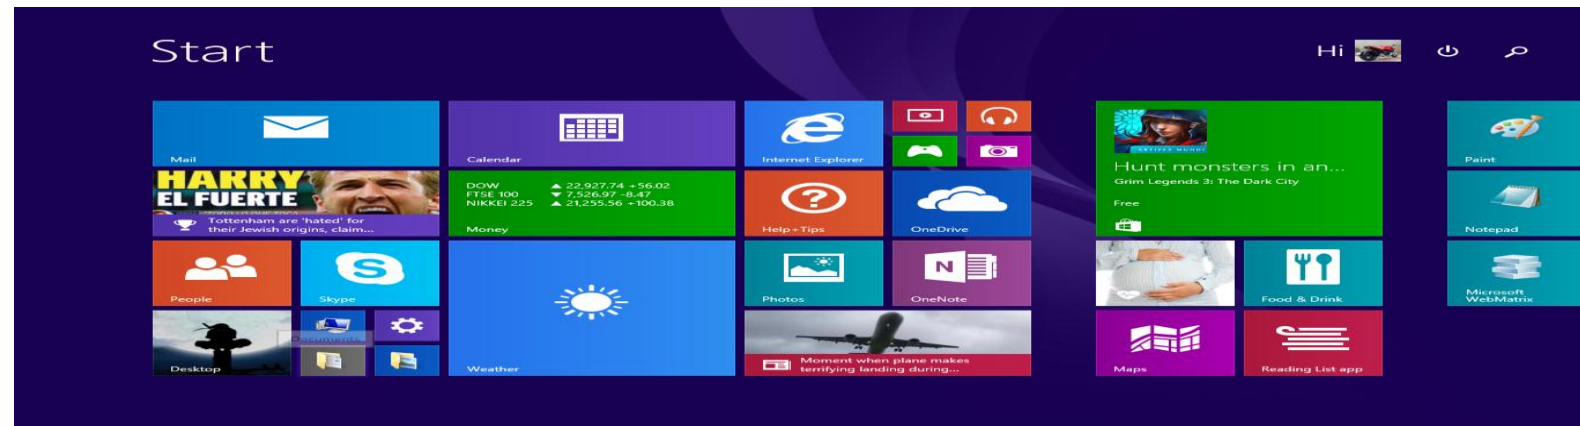 Start
Hi
Mail
Calendar
Internet Explorer
HARRY
EL FUERTE
Tottenham are 'hated' for
their Jewish origins, claim...
DOW ▲ 22,927.74 +56.02
FTSE 100 ▼ 7,526.97 -8.47
NIKKEI 225 ▲ 21,255.56 +100.38
Money
Help+Tips
OneDrive
People
Skype
Weather
Photos
OneNote
Desktop
Documents
Moment when plane makes
terrifying landing during...
ARTIFEX MUNDI
Hunt monsters in an...
Grim Legends 3: The Dark City
Free
Food & Drink
Maps
Reading List app
Paint
Notepad
Microsoft
WebMatrix